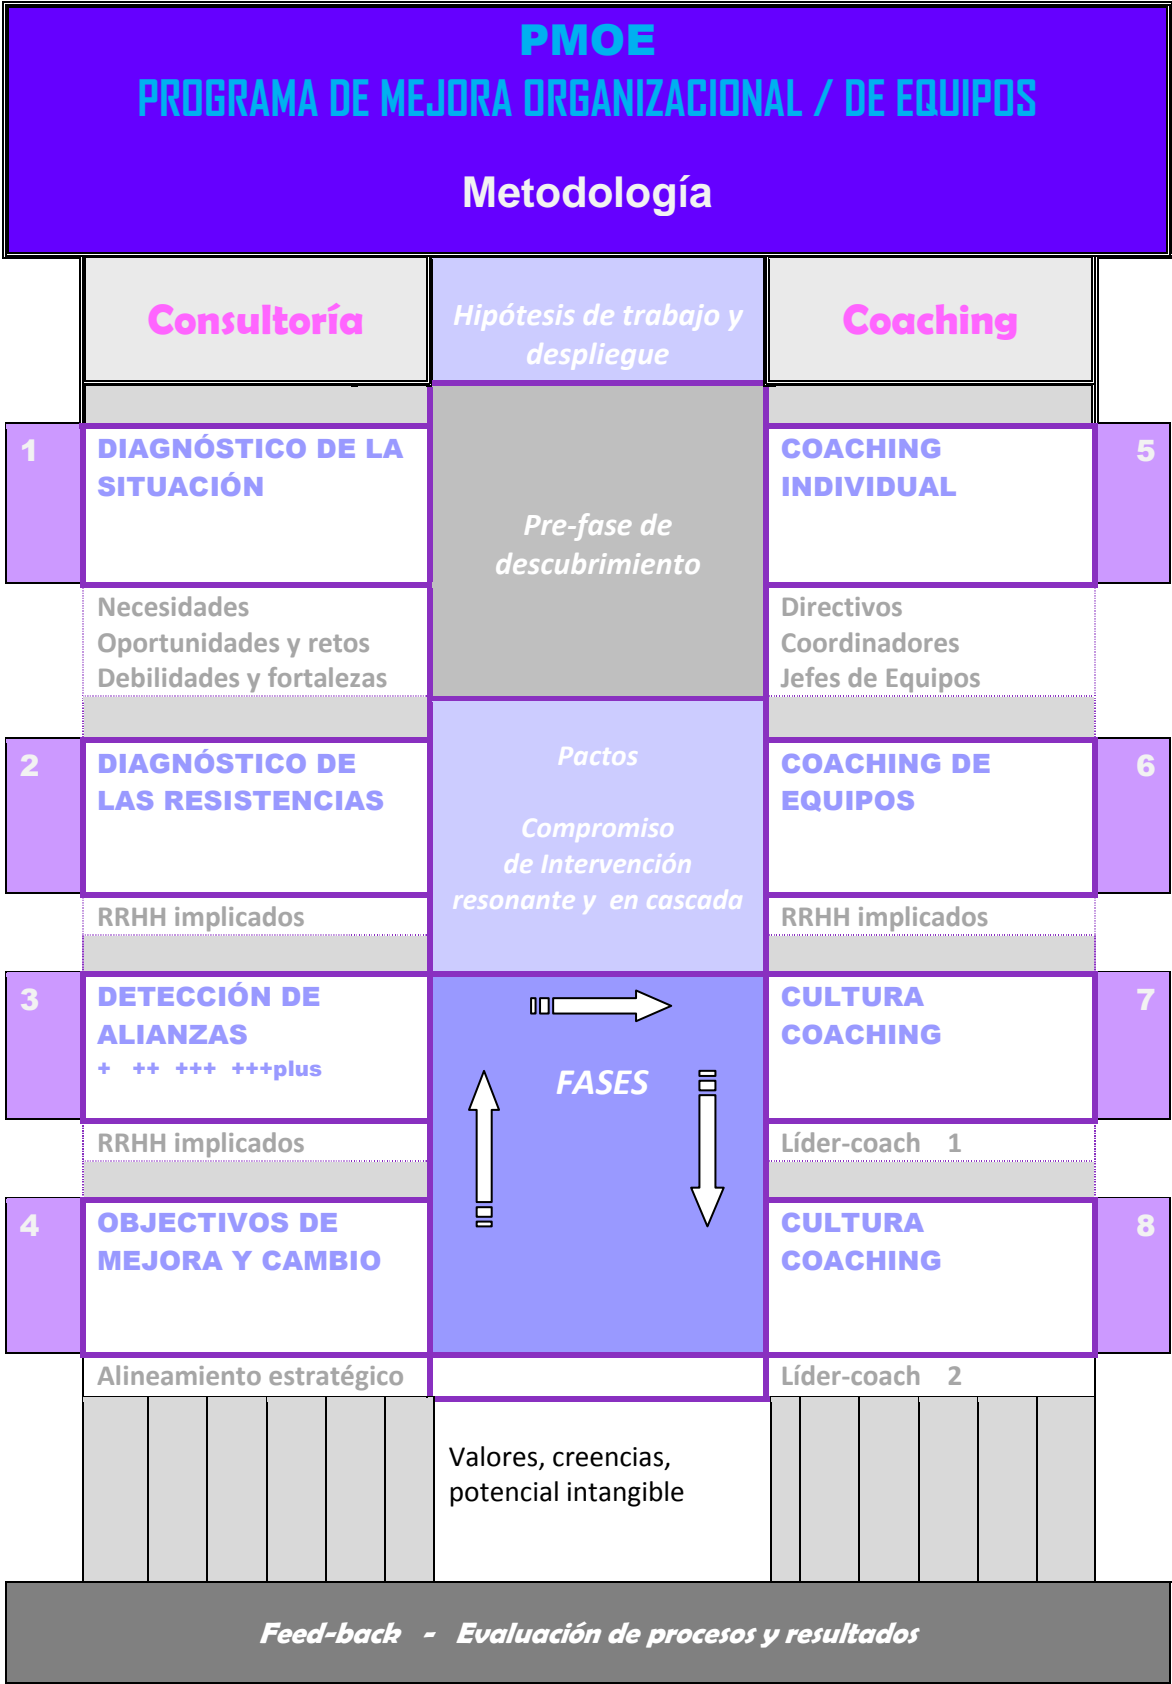 PMOE
PROGRAMA DE MEJORA ORGANIZACIONAL / DE EQUIPOS
Metodología
Consultoría
Hipótesis de trabajo y
despliegue
Coaching
1
DIAGNÓSTICO DE LA
SITUACIÓN
Necesidades
Oportunidades y retos
Debilidades y fortalezas
Pre-fase de
descubrimiento
COACHING
INDIVIDUAL
5
Directivos
Coordinadores
Jefes de Equipos
2
DIAGNÓSTICO DE
LAS RESISTENCIAS
RRHH implicados
Pactos
Compromiso
de Intervención
resonante y en cascada
COACHING DE
EQUIPOS
6
RRHH implicados
3
DETECCIÓN DE
ALIANZAS
+ ++ +++ +++plus
RRHH implicados
FASES
CULTURA
COACHING
7
Líder-coach 1
4
OBJECTIVOS DE
MEJORA Y CAMBIO
Alineamiento estratégico
CULTURA
COACHING
8
Líder-coach 2
Valores, creencias,
potencial intangible
Feed-back - Evaluación de procesos y resultados